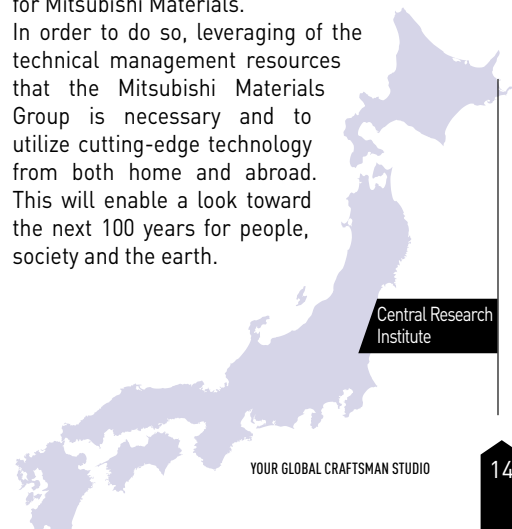 for Mitsubishi Materials.
In order to do so, leveraging of the
technical management resources
that the Mitsubishi Materials
Group is necessary and to
utilize cutting-edge technology
from both home and abroad.
This will enable a look toward
the next 100 years for people,
society and the earth.
Central Research
Institute
YOUR GLOBAL CRAFTSMAN STUDIO
14